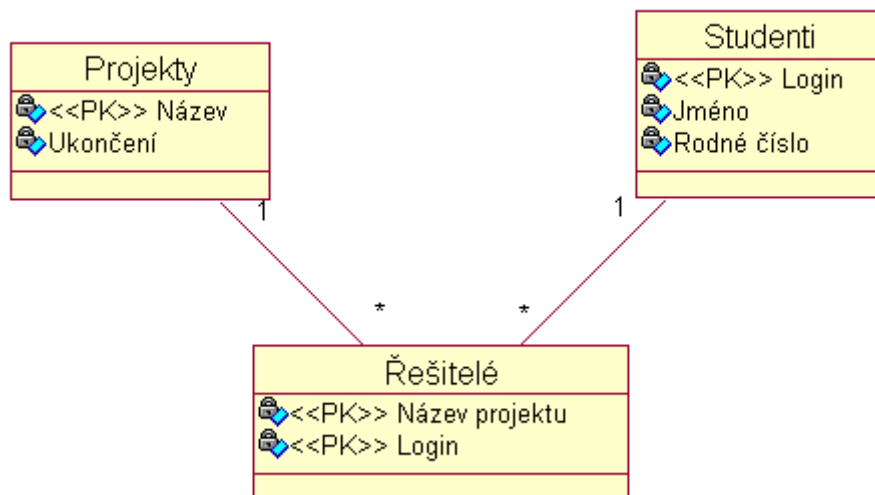 Projekty
<<PK>> Název
Ukončení
1
Studenti
<<PK>> Login
Jméno
Rodné číslo
1
*
*
Řešitelé
<<PK>> Název projektu
<<PK>> Login